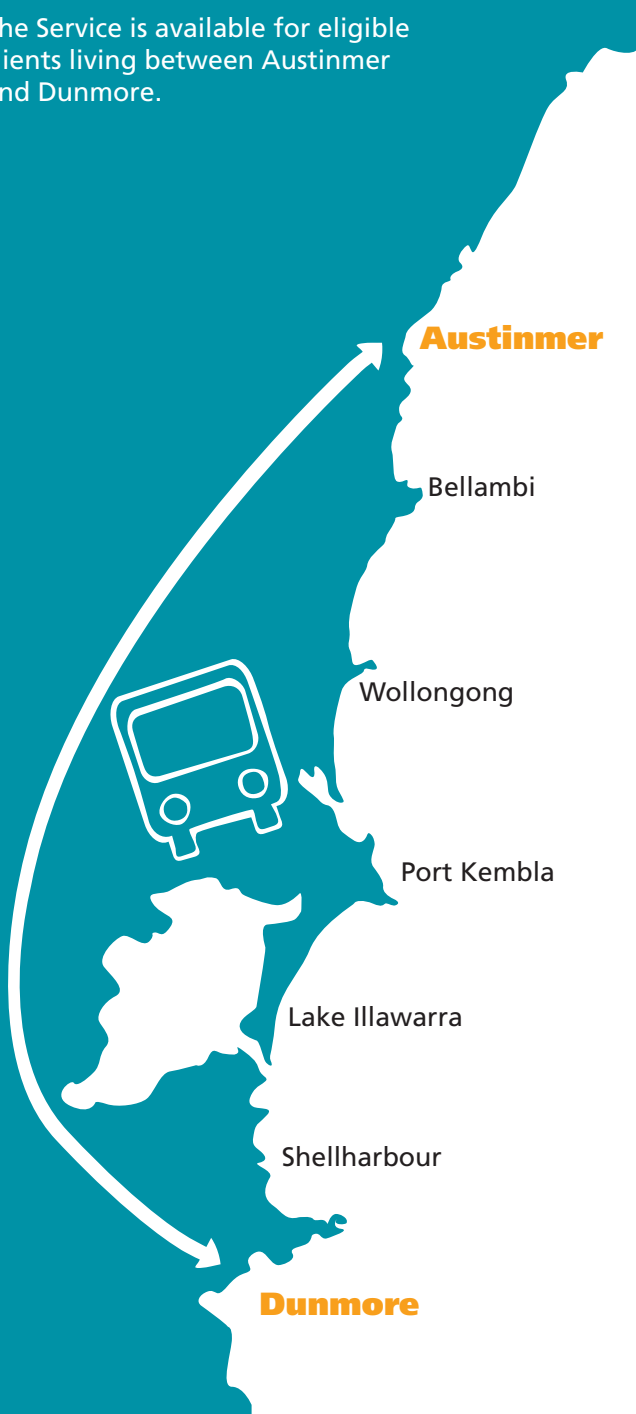 he Service is available for eligible
lients living between Austinmer
nd Dunmore.
Austinmer
Bellambi
Wollongong
Port Kembla
Lake Illawarra
Shellharbour
Dunmore